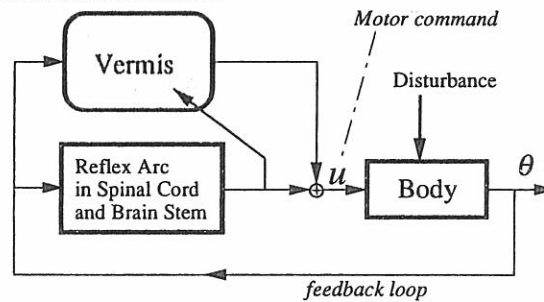 Motor command
Vermis
Disturbance
Reflex Arc
in Spinal Cord
and Brain Stem
u
Body
θ
feedback loop